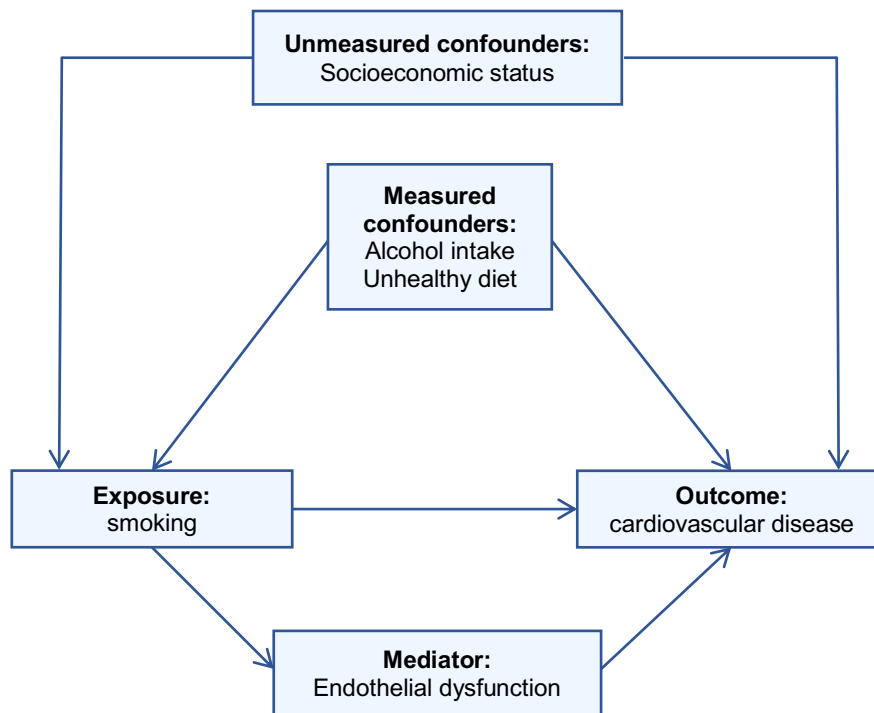 Unmeasured confounders:
Socioeconomic status
Measured
confounders:
Alcohol intake
Unhealthy diet
Exposure:
smoking
Outcome:
cardiovascular disease
Mediator:
Endothelial dysfunction